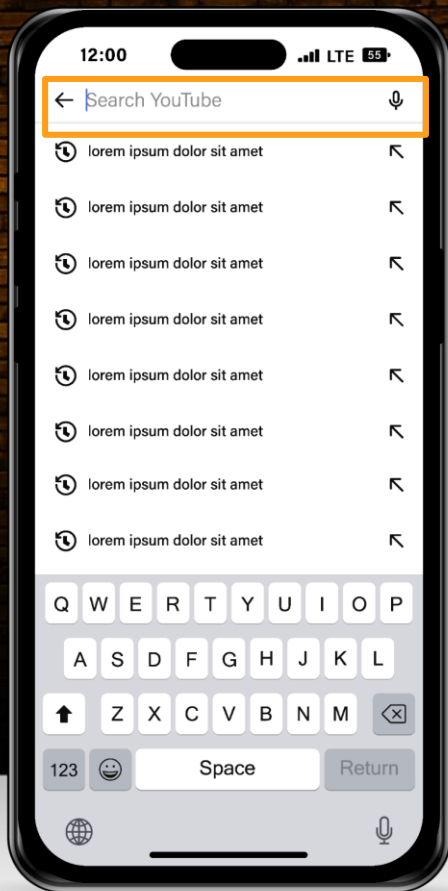 12:00 LTE 55
Search YouTube
lorem ipsum dolor sit amet
lorem ipsum dolor sit amet
lorem ipsum dolor sit amet
lorem ipsum dolor sit amet
lorem ipsum dolor sit amet
lorem ipsum dolor sit amet
lorem ipsum dolor sit amet
lorem ipsum dolor sit amet
Q W E R T Y U I O P
A S D F G H J K L
Z X C V B N M
123 Space Return